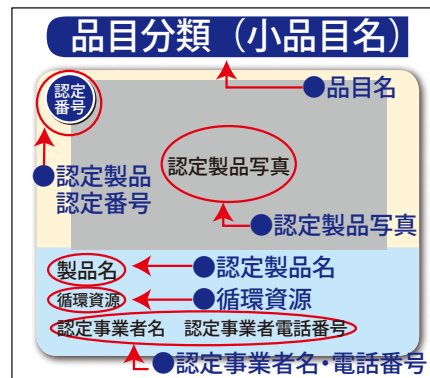 品目分類（小品目名）
●品目名
認定
番号
認定製品写真
●認定製品
認定番号
●認定製品写真
製品名
●認定製品名
循環資源
●循環資源
認定事業者名 認定事業者電話番号
●認定事業者名・電話番号